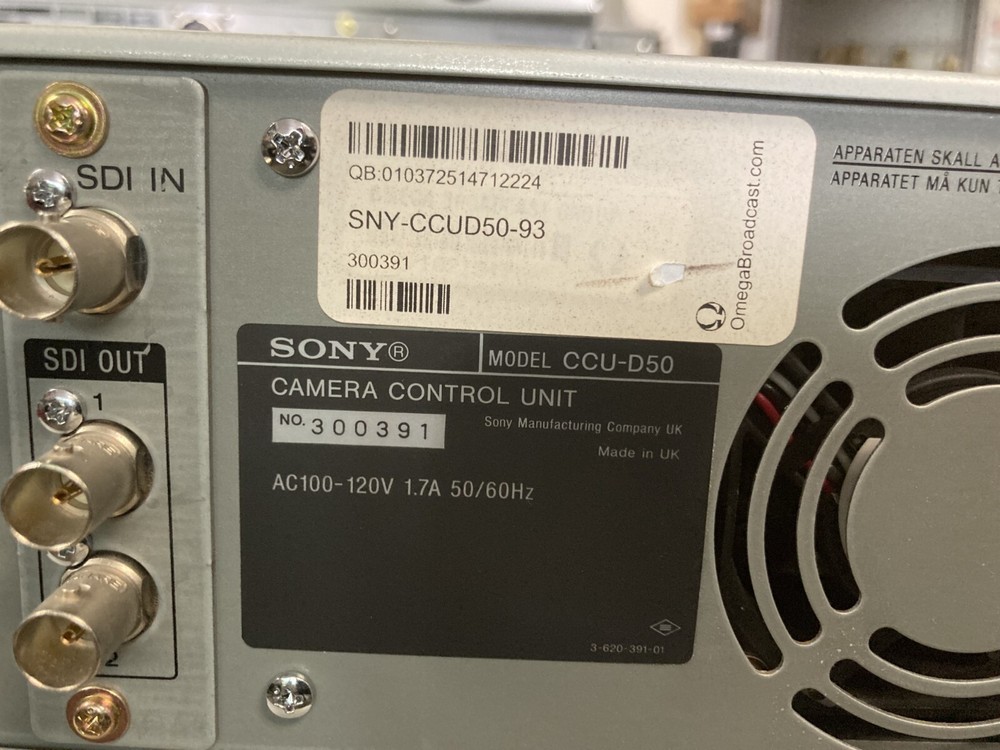 SDI IN
SDI OUT
1
2
QB:010372514712224
SNY-CCUD50-93
300391
OmegaBroadcast.com
APPARATEN SKALL A
APPARATET MÅ KUN
SONY® MODEL CCU-D50
CAMERA CONTROL UNIT
NO. 300391
Sony Manufacturing Company UK
Made in UK
AC100-120V 1.7A 50/60Hz
3-620-391-01